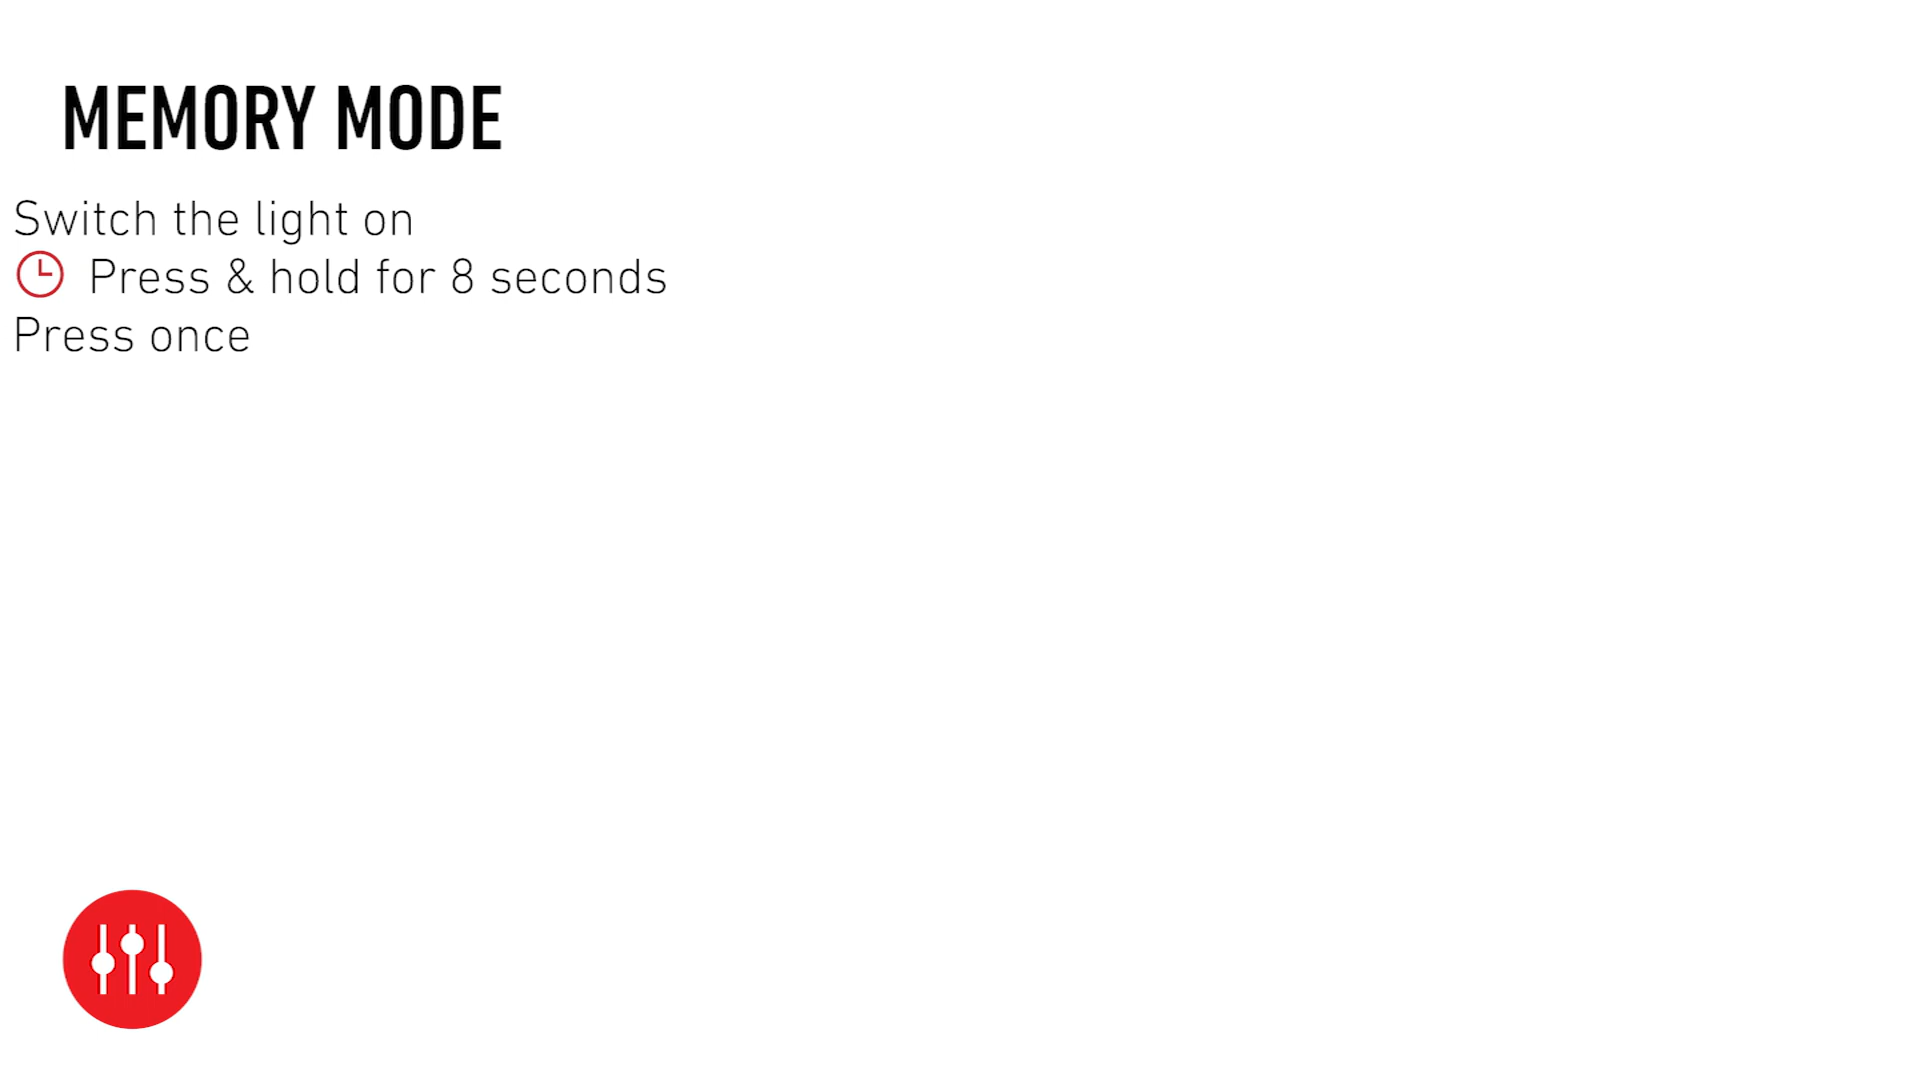 MEMORY MODE
Switch the light on
Press & hold for 8 seconds
Press once